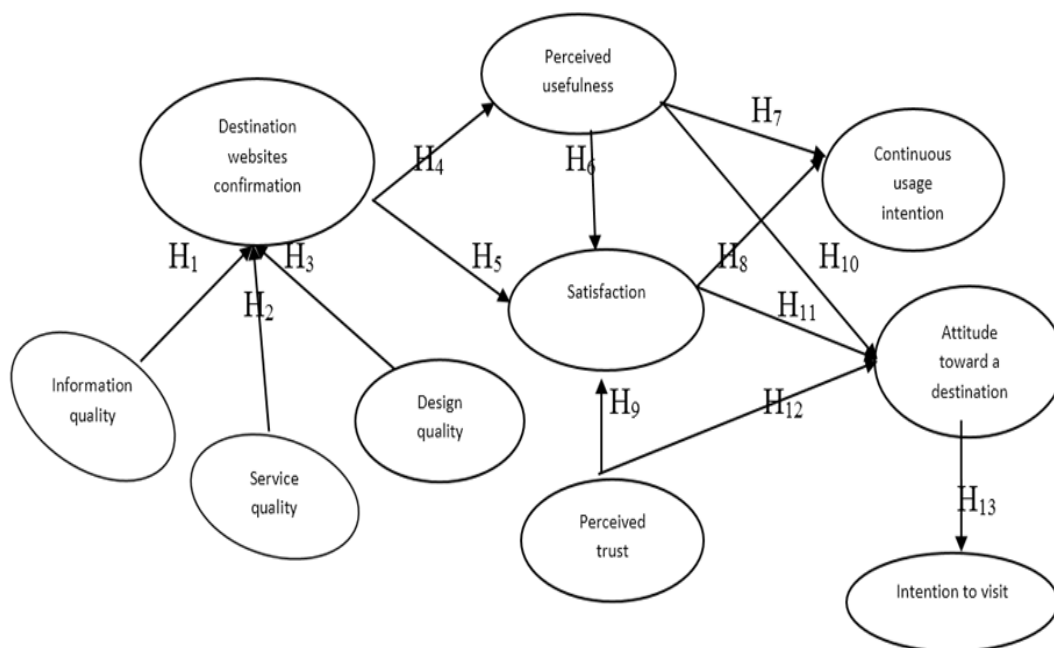 Perceived
usefulness
Destination
websites
confirmation
H7
Continuous
usage
intention
H4
H6
H1
H3
H5
H8
H10
H2
Satisfaction
H11
Attitude
toward a
destination
Information
quality
Design
quality
H9
H12
Service
quality
Perceived
trust
H13
Intention to visit